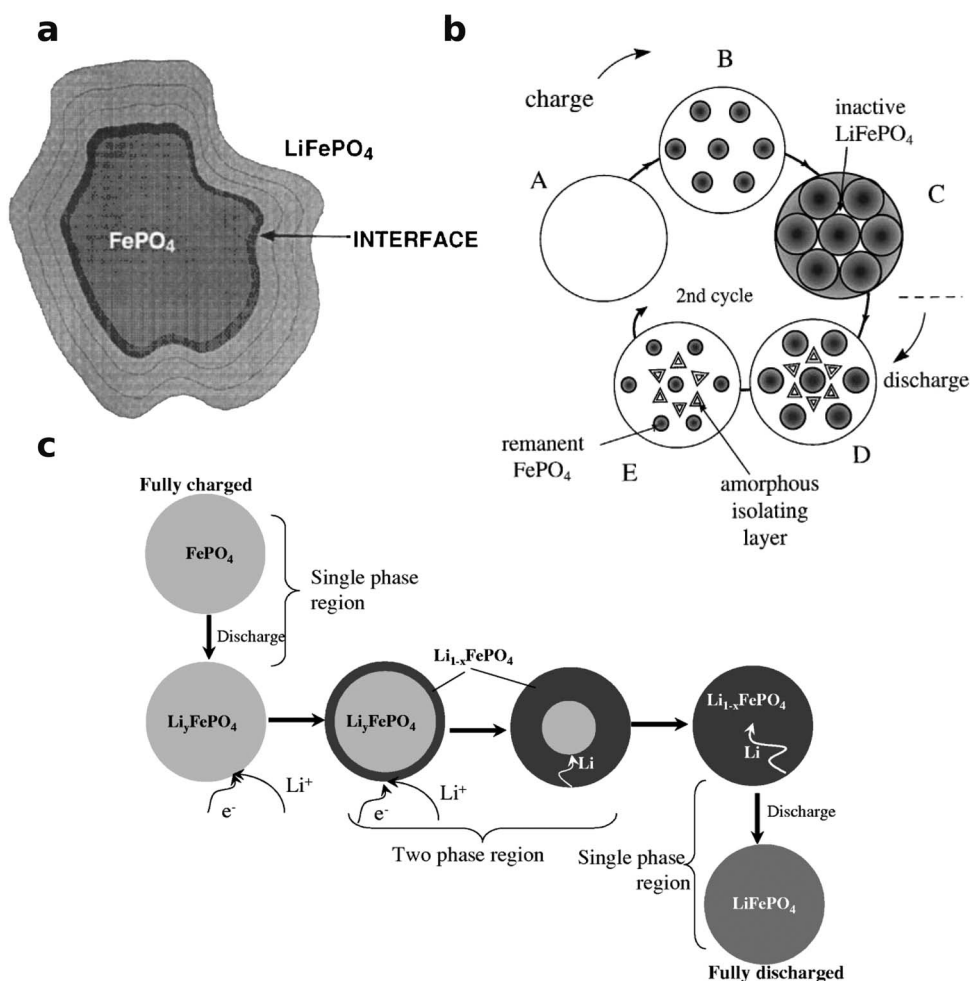 a
LiFePO₄
FePO₄
INTERFACE
b
charge
A
B
inactive
LiFePO₄
C
2nd cycle
discharge
D
E
remanent
FePO₄
amorphous
isolating
layer
c
Fully charged
FePO₄
Single phase
region
Discharge
LiyFePO₄
e⁻
Li⁺
Li₁₋ₓFePO₄
LiyFePO₄
e⁻
Li⁺
Li
Two phase region
Li₁₋ₓFePO₄
Li
Discharge
Single phase
region
LiFePO₄
Fully discharged